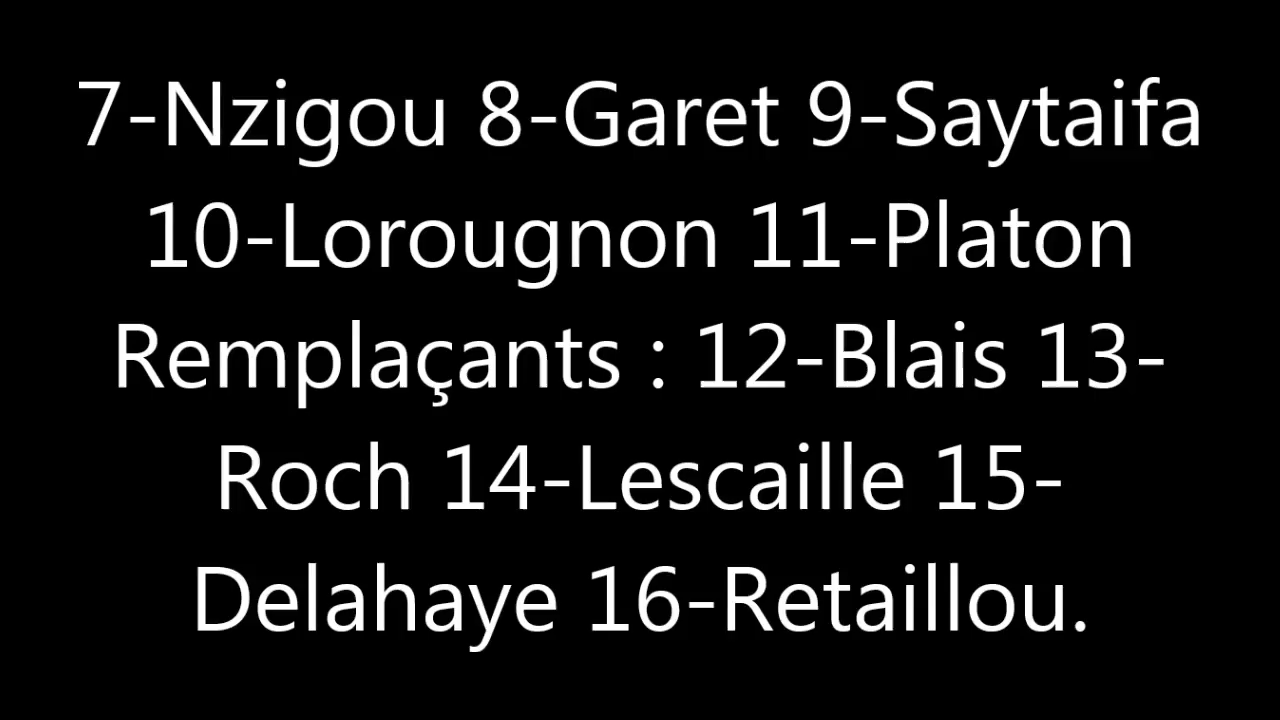 7-Nzigou 8-Garet 9-Saytaifa
10-Lorougnon 11-Platon
Remplaçants : 12-Blais 13-
Roch 14-Lescaille 15-
Delahaye 16-Retaillou.